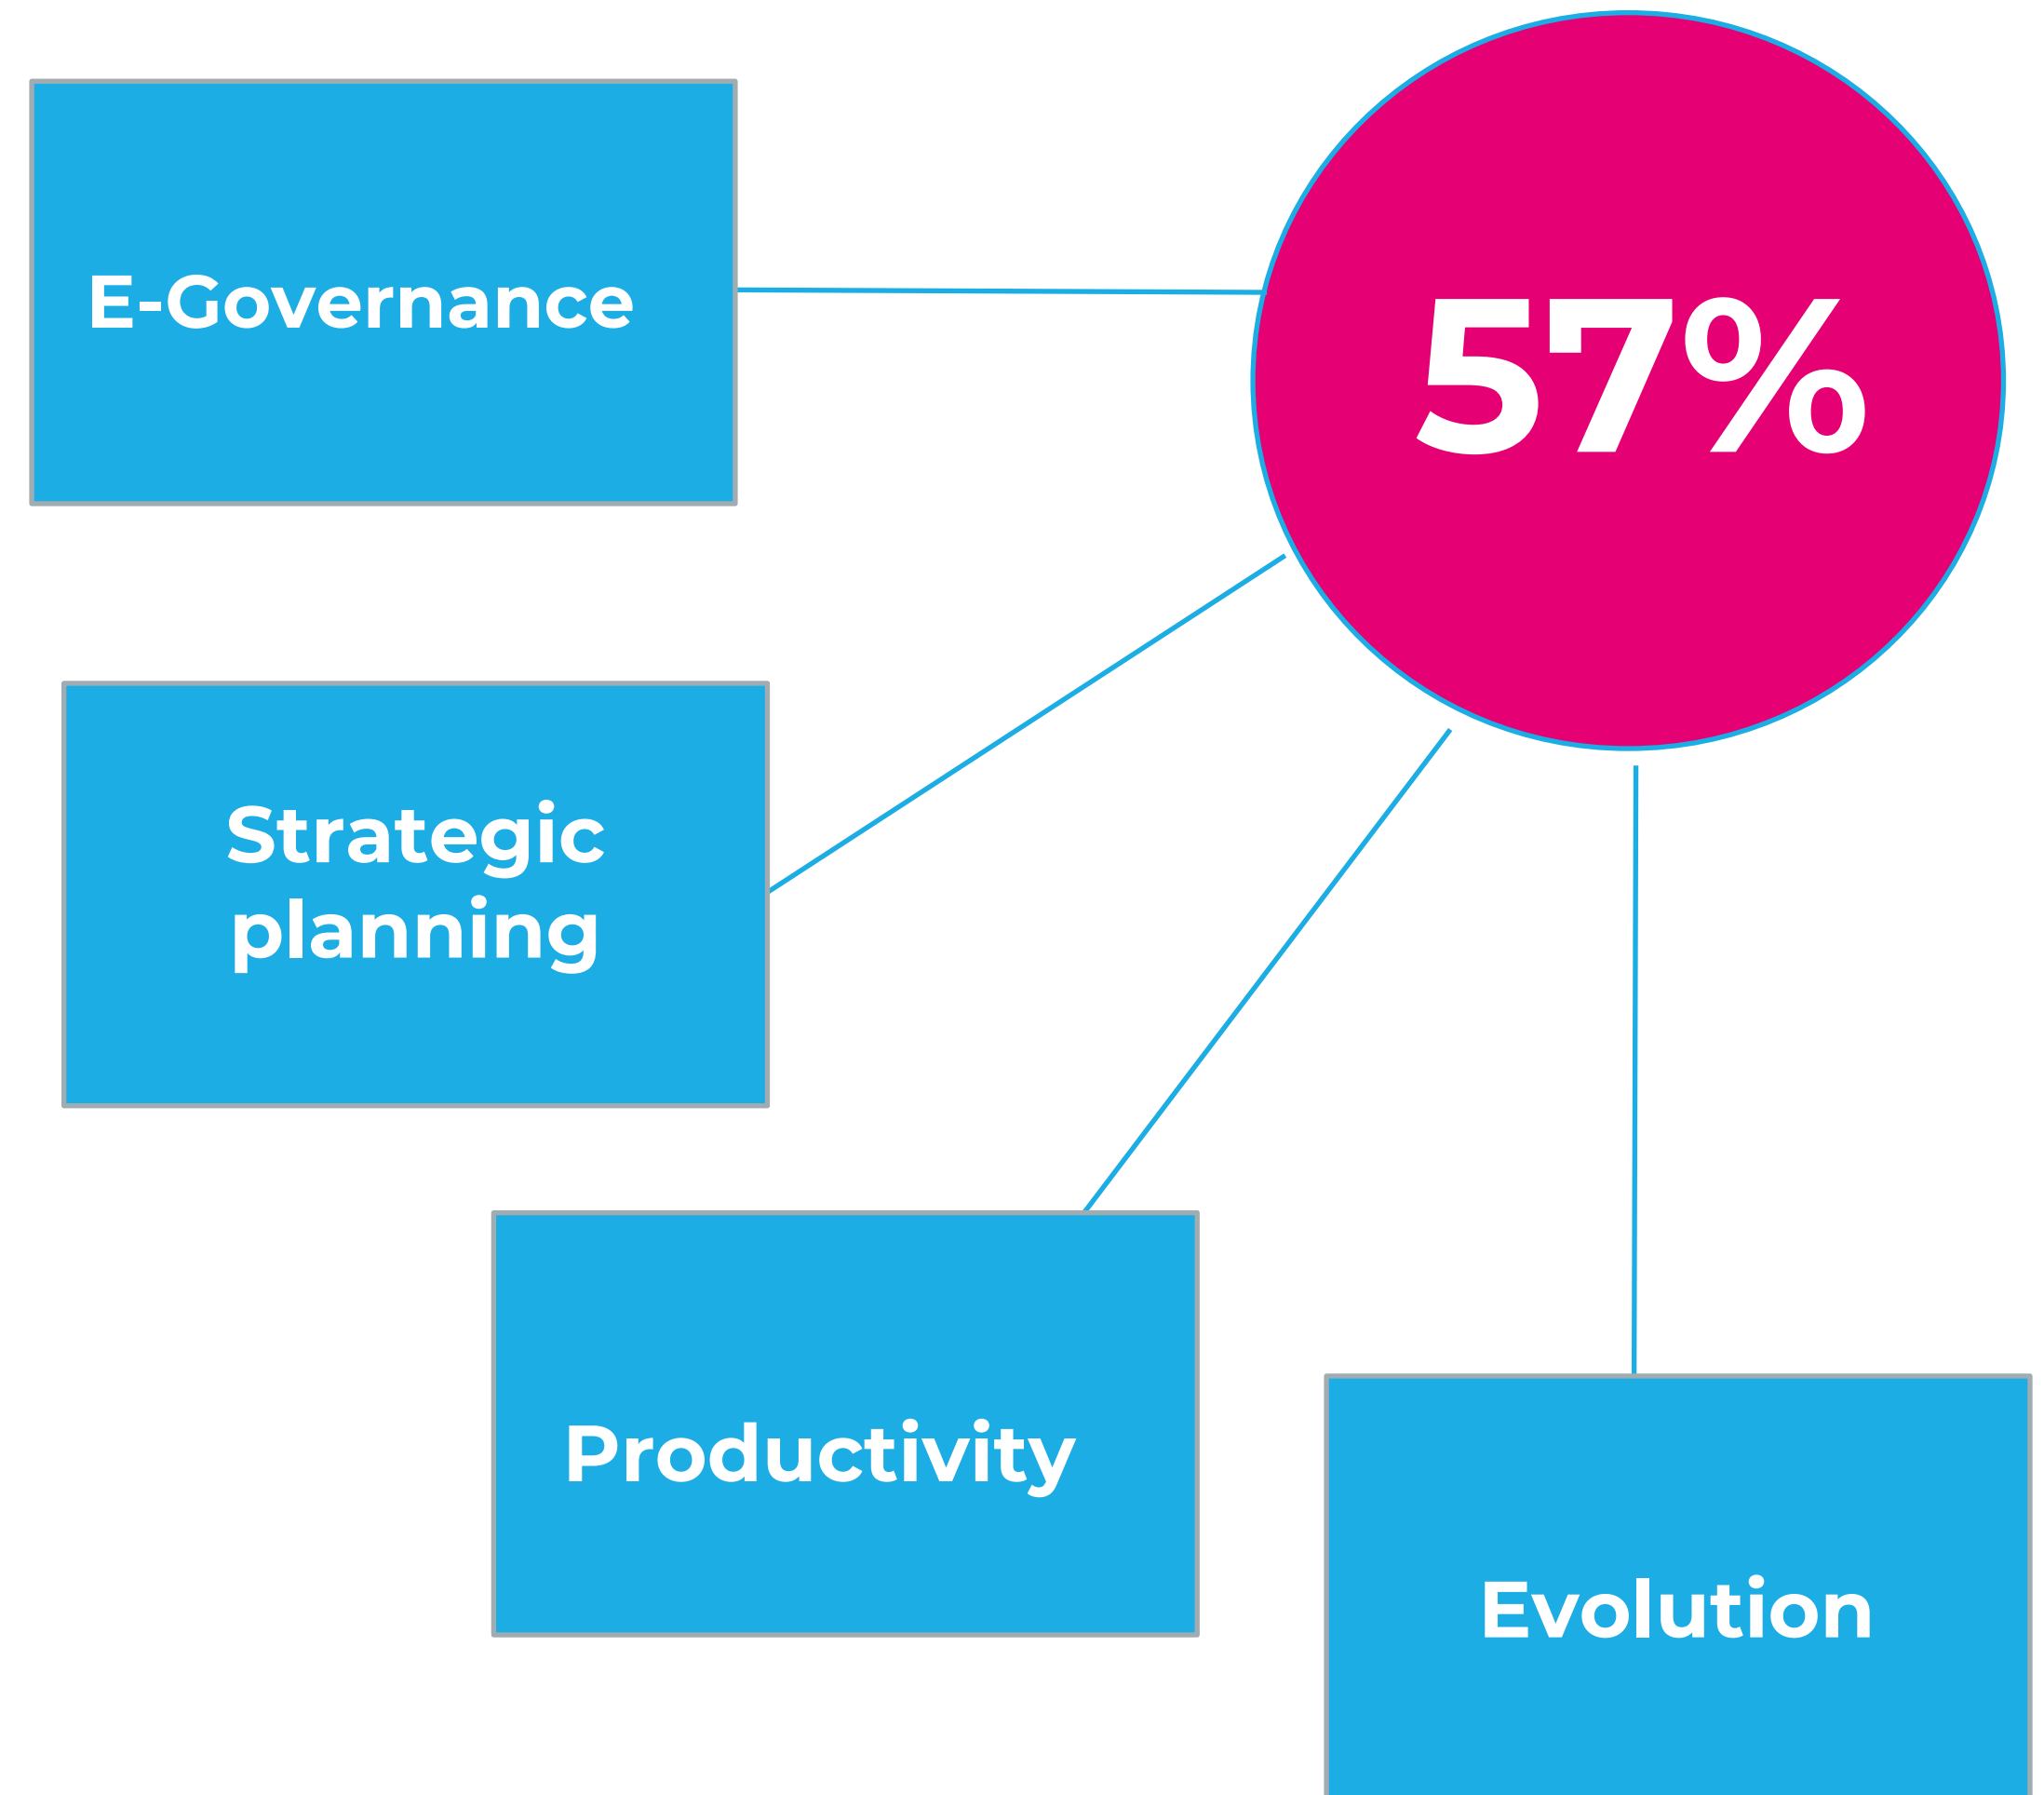 57%
E-Governance
Strategic
planning
Productivity
Evolution